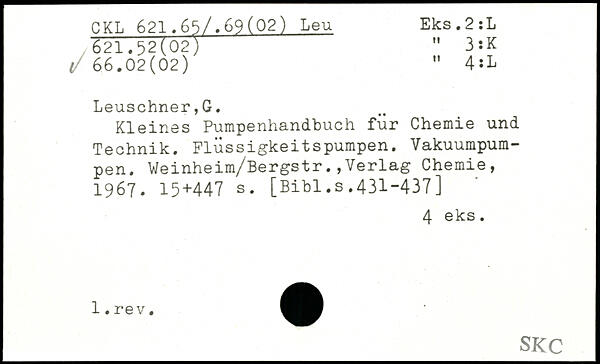 CKL 621.65/.69(02) Leu Eks.2:L
621.52(02) " 3:K
✓ 66.02(02) " 4:L
Leuschner,G.
Kleines Pumpenhandbuch für Chemie und
Technik. Flüssigkeitspumpen. Vakuumpum-
pen. Weinheim/Bergstr.,Verlag Chemie,
1967. 15+447 s. [Bibl.s.431-437]
4 eks.
1.rev.
SKC